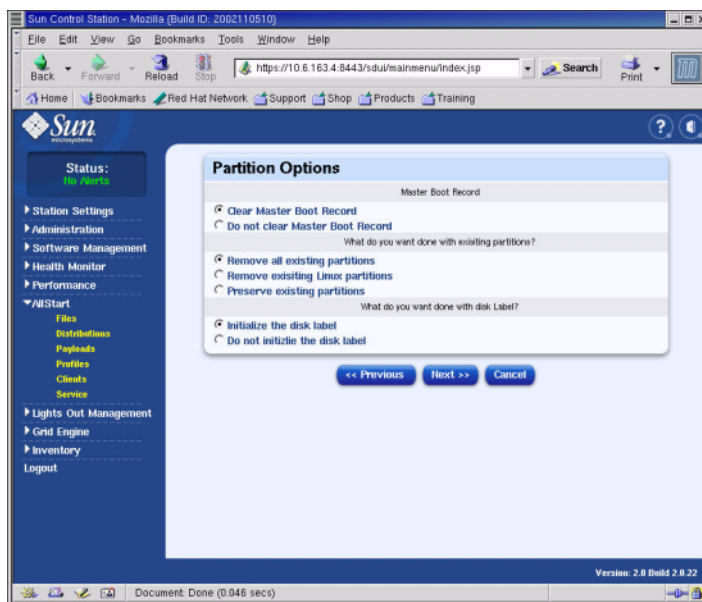 Sun Control Station - Mozilla {Build ID: 2002110510}
File Edit View Go Bookmarks Tools Window Help
Back Forward Reload Stop https://10.6.163.4:8443/sdui/mainmenu/index.jsp Search Print
Home Bookmarks Red Hat Network Support Shop Products Training
Sun
microsystems
?
Status:
No Alerts
Station Settings
Administration
Software Management
Health Monitor
Performance
AllStart
Files
Distributions
Payloads
Profiles
Clients
Service
Lights Out Management
Grid Engine
Inventory
Logout
Partition Options
Master Boot Record
Clear Master Boot Record
Do not clear Master Boot Record
What do you want done with exisiting partitions?
Remove all existing partitions
Remove exisiting Linux partitions
Preserve existing partitions
What do you want done with disk Label?
Initialize the disk label
Do not initizlie the disk label
<< Previous Next >> Cancel
Version: 2.0 Build 2.0.22
Document: Done (0.046 secs)